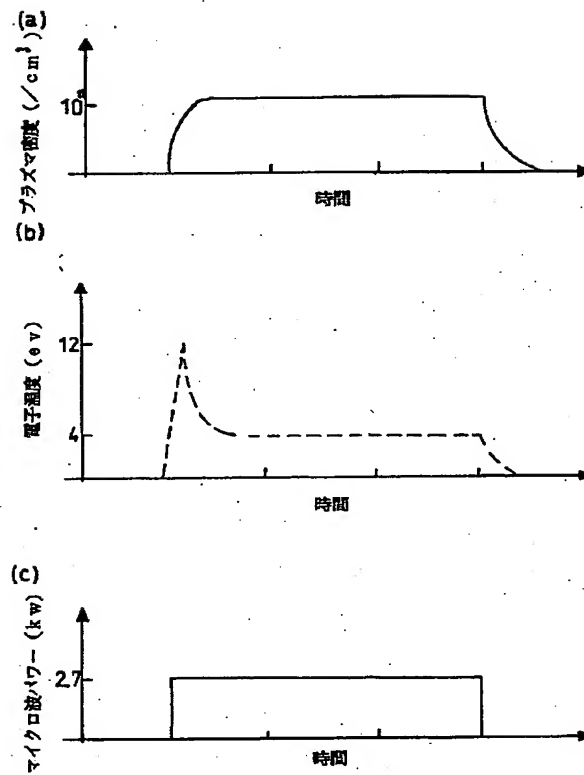 (a)
プラズマ密度 (/cm³)
時間
(b)
電子温度 (ev)
12
4
時間
(c)
マイクロ波パワー (kw)
2.7
時間